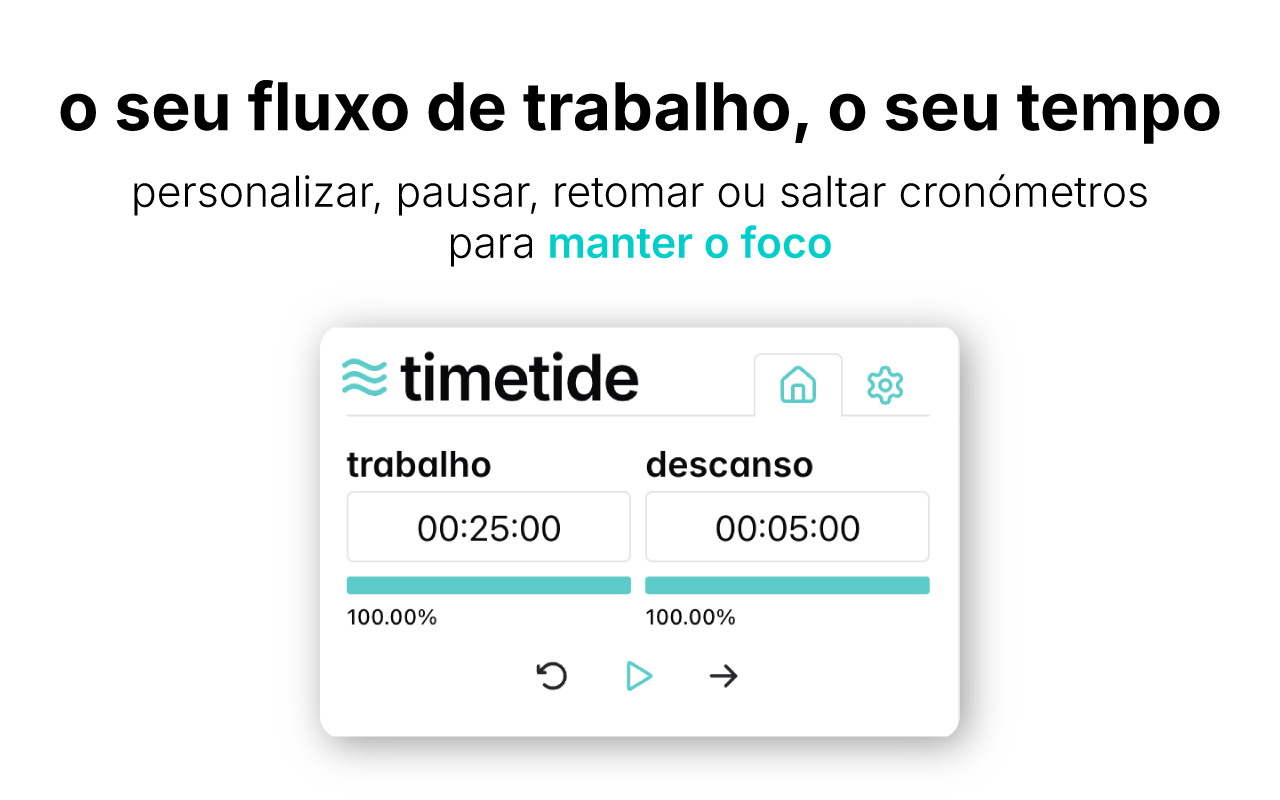 o seu fluxo de trabalho, o seu tempo
personalizar, pausar, retomar ou saltar cronómetros
para manter o foco
timetide
trabalho
descanso
00:25:00
00:05:00
100.00%
100.00%